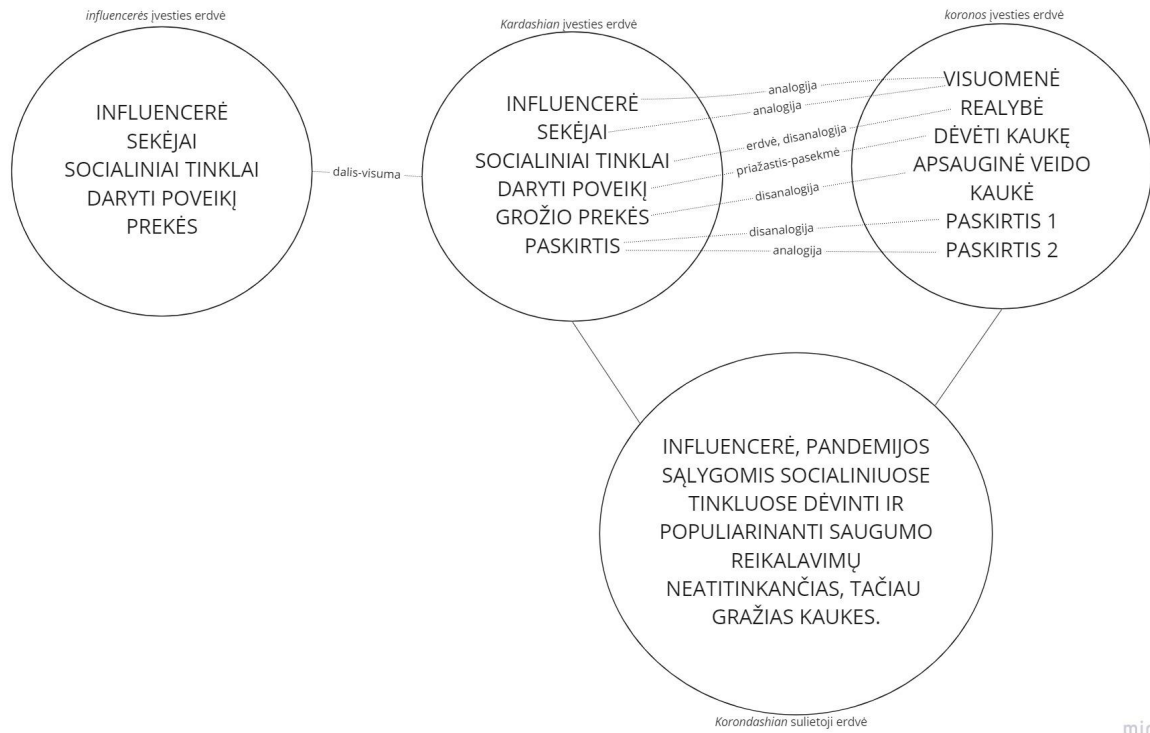 influencerės įvesties erdvė
INFLUENCERĖ
SEKĖJAI
SOCIALINIAI TINKLAI
DARYTI POVEIKĮ
PREKĖS
dalis-visuma
Kardashian įvesties erdvė
INFLUENCERĖ
SEKĖJAI
SOCIALINIAI TINKLAI
DARYTI POVEIKĮ
GROŽIO PREKĖS
PASKIRTIS
analogija
analogija
erdvė, disanalogija
priažastis-pasekmė
disanalogija
disanalogija
analogija
koronos įvesties erdvė
VISUOMENĖ
REALYBĖ
DĖVĖTI KAUKĘ
APSAUGINĖ VEIDO
KAUKĖ
PASKIRTIS 1
PASKIRTIS 2
INFLUENCERĖ, PANDEMIJOS
SĄLYGOMIS SOCIALINIUOSE
TINKLUOSE DĖVINTI IR
POPULIARINANTI SAUGUMO
REIKALAVIMŲ
NEATITINKANČIAS, TAČIAU
GRAŽIAS KAUKES.
Korondashian sulietoji erdvė